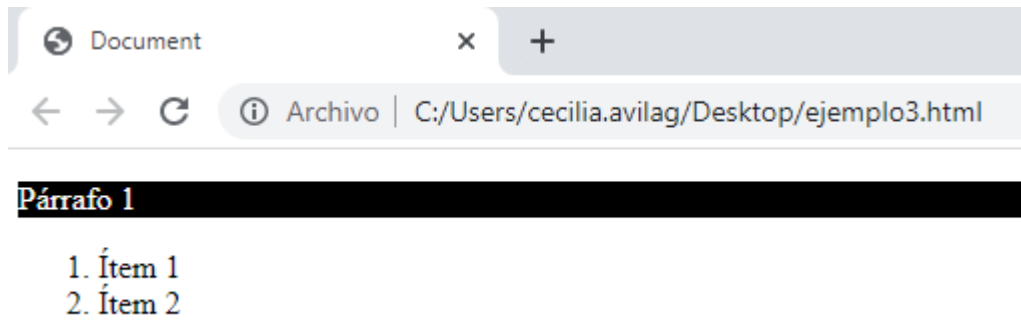 Document
Archivo | C:/Users/cecilia.avilag/Desktop/ejemplo3.html
Párrafo 1
1. Ítem 1
2. Ítem 2